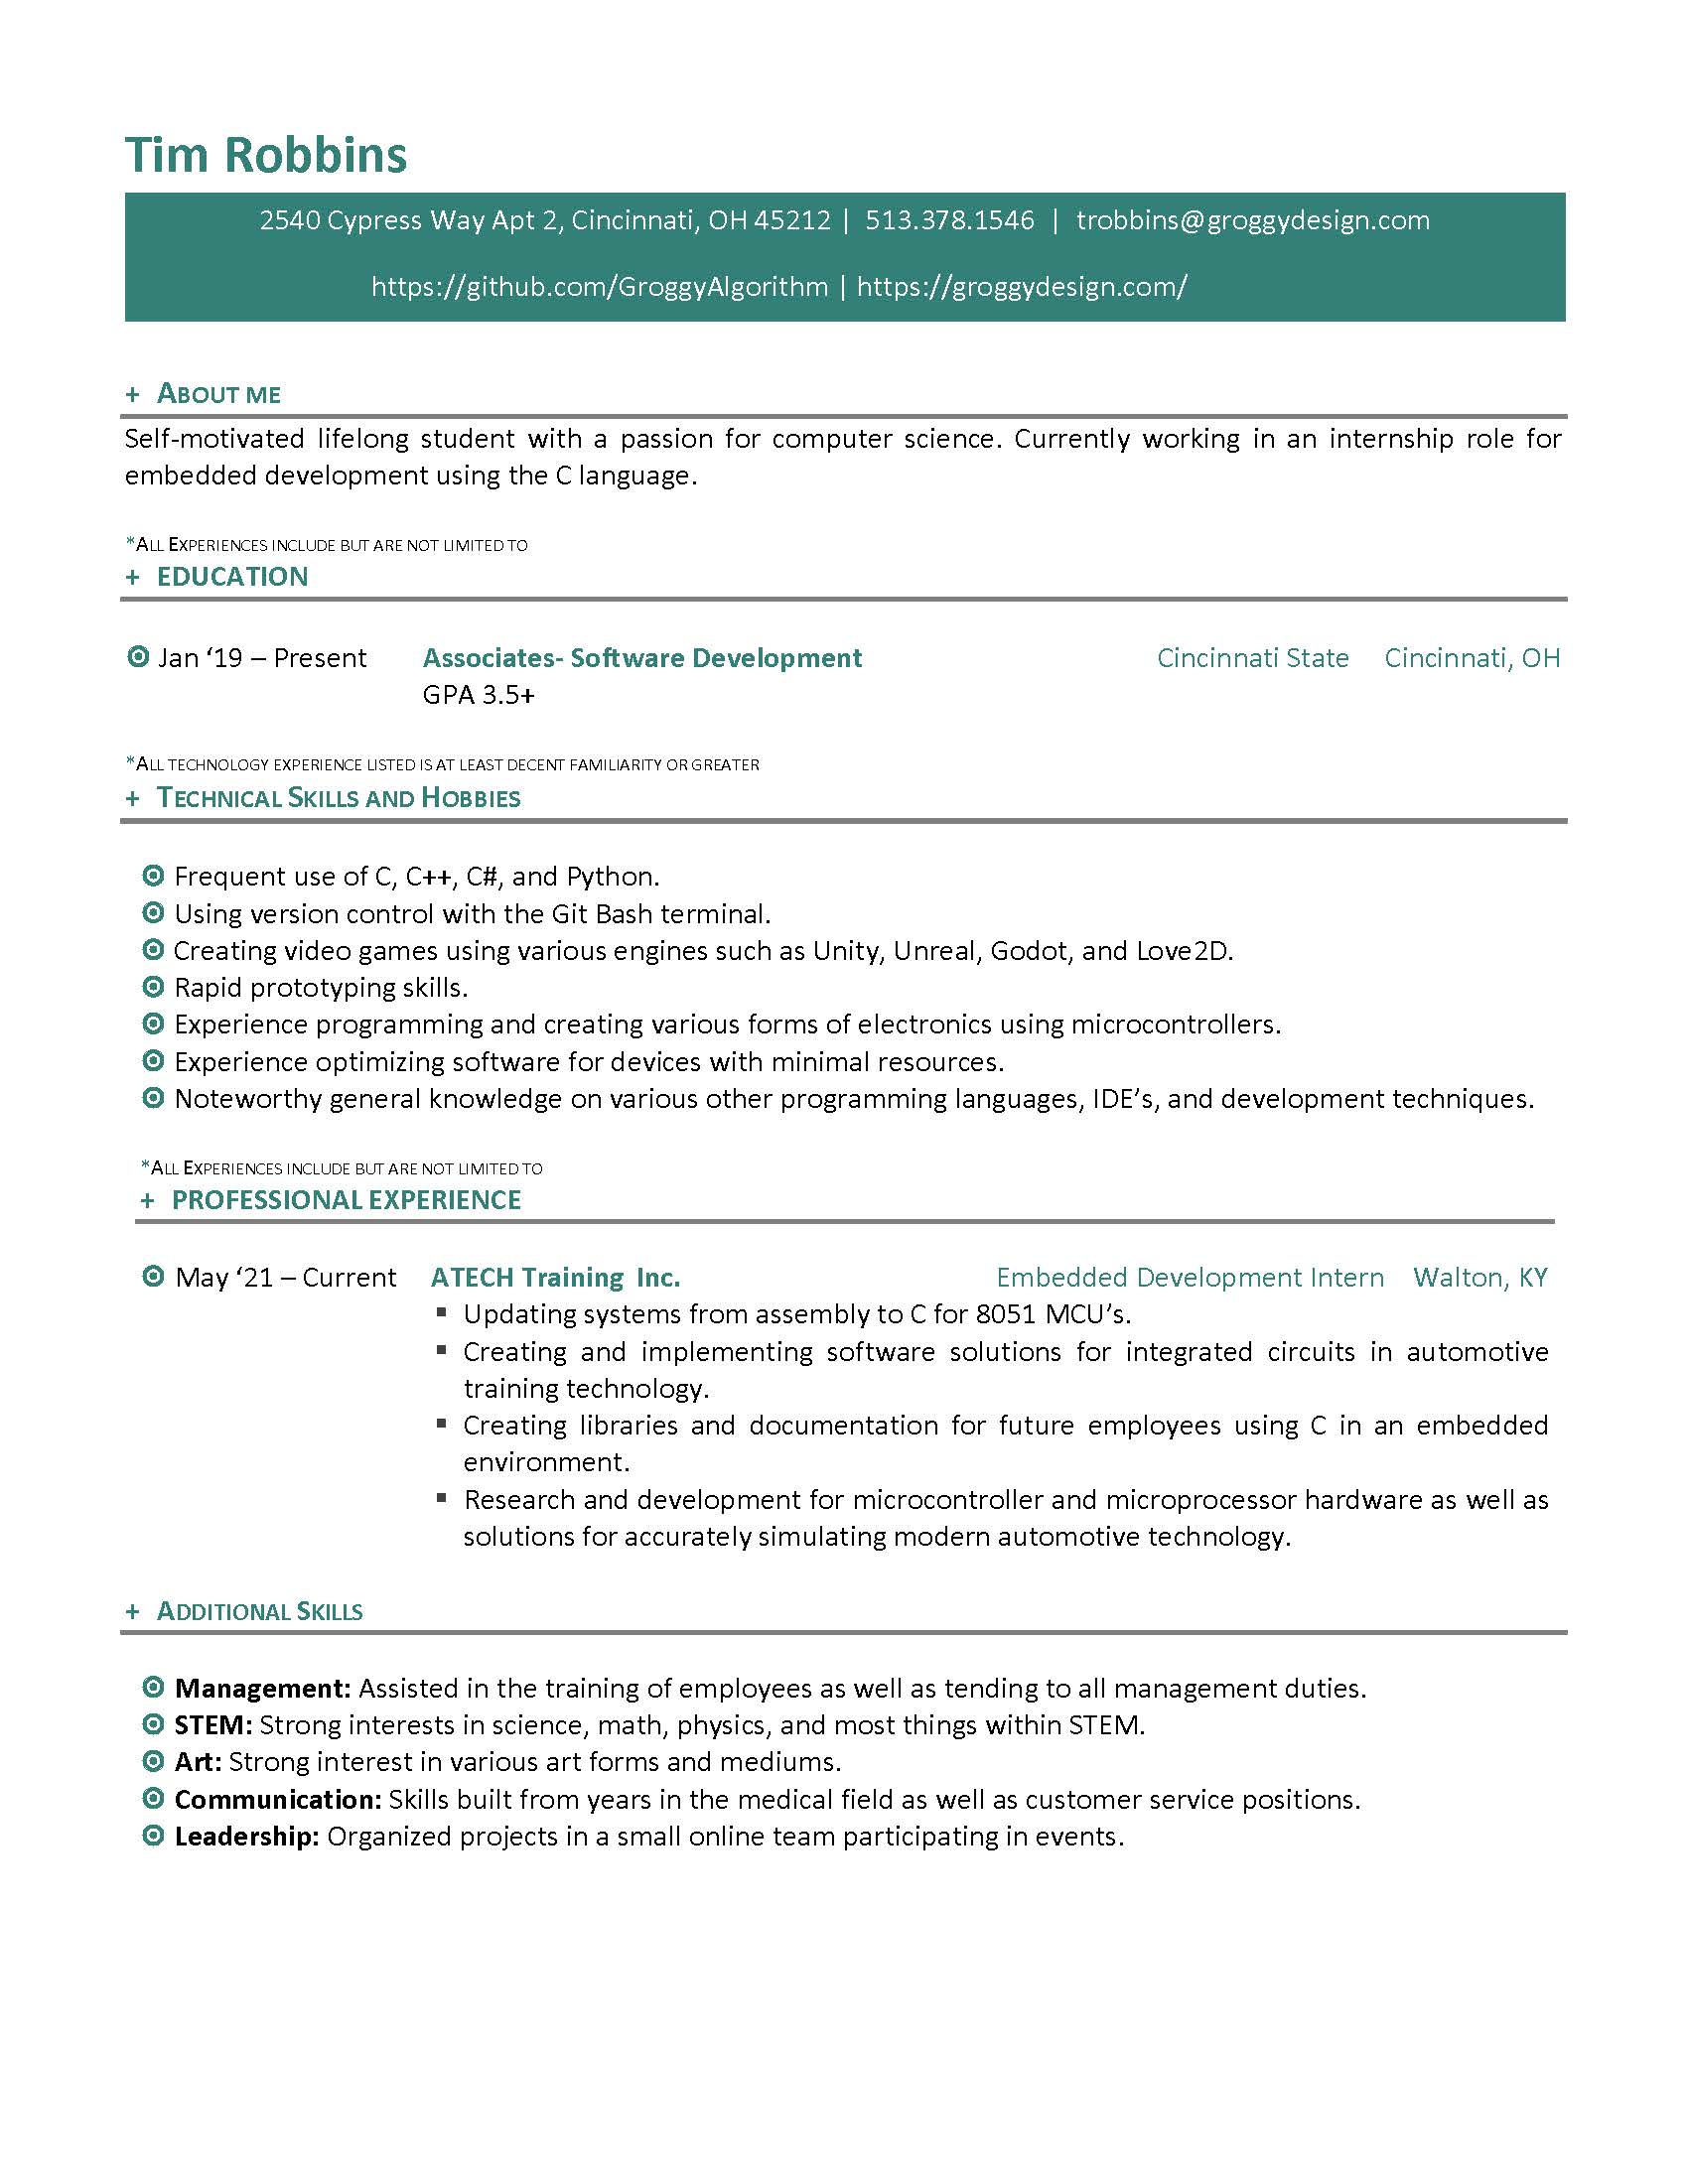 Tim Robbins
2540 Cypress Way Apt 2, Cincinnati, OH 45212 | 513.378.1546 | trobbins@groggydesign.com
https://github.com/GroggyAlgorithm | https://groggydesign.com/
+ ABOUT ME
Self-motivated lifelong student with a passion for computer science. Currently working in an internship role for
embedded development using the C language.
*ALL EXPERIENCES INCLUDE BUT ARE NOT LIMITED TO
+ EDUCATION
Jan ‘19 – Present Associates- Software Development Cincinnati State Cincinnati, OH
GPA 3.5+
*ALL TECHNOLOGY EXPERIENCE LISTED IS AT LEAST DECENT FAMILIARITY OR GREATER
+ TECHNICAL SKILLS AND HOBBIES
Frequent use of C, C++, C#, and Python.
Using version control with the Git Bash terminal.
Creating video games using various engines such as Unity, Unreal, Godot, and Love2D.
Rapid prototyping skills.
Experience programming and creating various forms of electronics using microcontrollers.
Experience optimizing software for devices with minimal resources.
Noteworthy general knowledge on various other programming languages, IDE’s, and development techniques.
*ALL EXPERIENCES INCLUDE BUT ARE NOT LIMITED TO
+ PROFESSIONAL EXPERIENCE
May ‘21 – Current ATECH Training Inc. Embedded Development Intern Walton, KY
▪ Updating systems from assembly to C for 8051 MCU’s.
▪ Creating and implementing software solutions for integrated circuits in automotive
training technology.
▪ Creating libraries and documentation for future employees using C in an embedded
environment.
▪ Research and development for microcontroller and microprocessor hardware as well as
solutions for accurately simulating modern automotive technology.
+ ADDITIONAL SKILLS
Management: Assisted in the training of employees as well as tending to all management duties.
STEM: Strong interests in science, math, physics, and most things within STEM.
Art: Strong interest in various art forms and mediums.
Communication: Skills built from years in the medical field as well as customer service positions.
Leadership: Organized projects in a small online team participating in events.